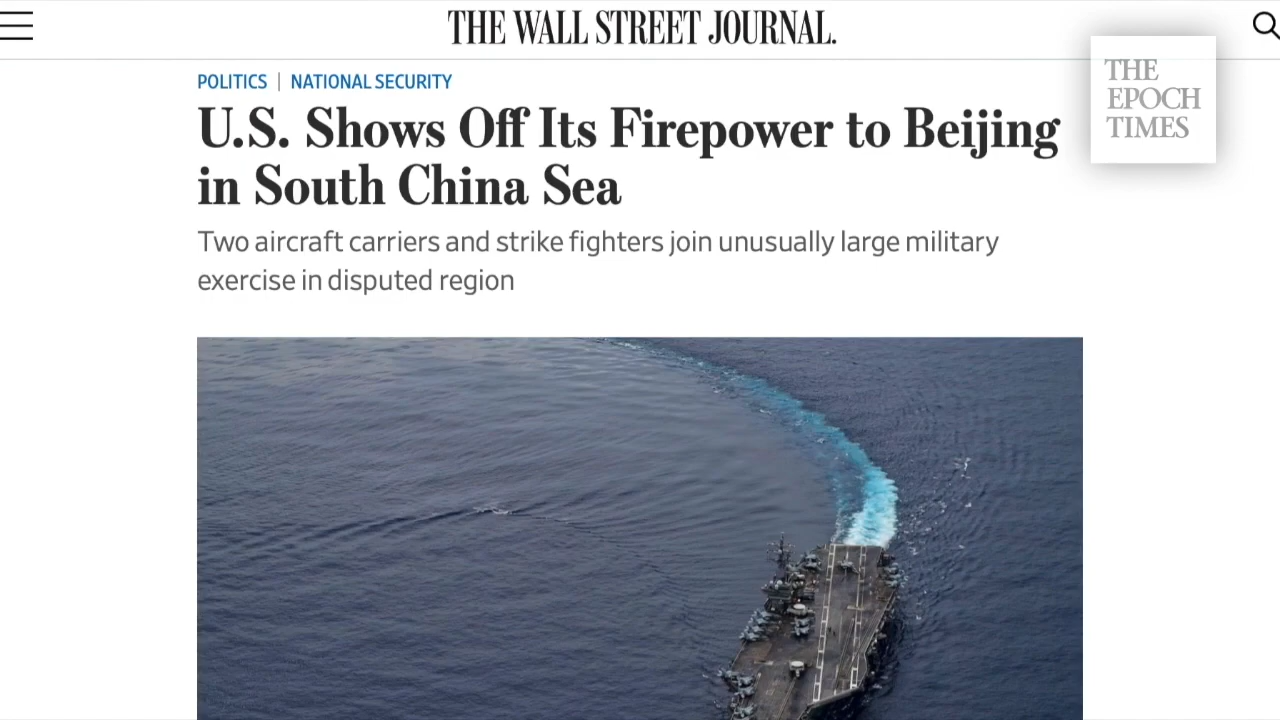 THE WALL STREET JOURNAL.
THE
EPOCH
TIMES
POLITICS | NATIONAL SECURITY
U.S. Shows Off Its Firepower to Beijing
in South China Sea
Two aircraft carriers and strike fighters join unusually large military
exercise in disputed region